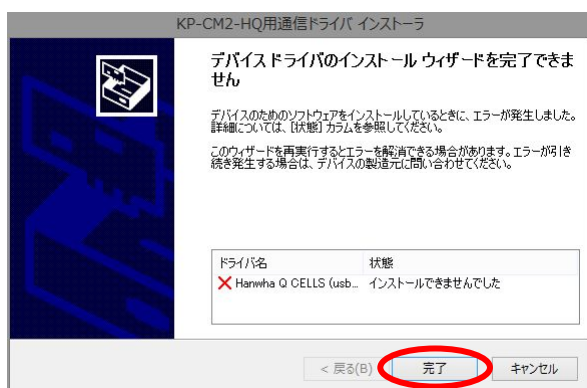 KP-CM2-HQ用通信ドライバ インストーラ
デバイスドライバのインストール ウィザードを完了できま
せん
デバイスのためのソフトウェアをインストールしているときに、エラーが発生しました。
詳細については、[状態] カラムを参照してください。
このウィザードを再実行するとエラーを解消できる場合があります。エラーが引き
続き発生する場合は、デバイスの製造元に問い合わせてください。
ドライバ名 状態
Hanwha Q CELLS (usb... インストールできませんでした
< 戻る(B) 完了 キャンセル